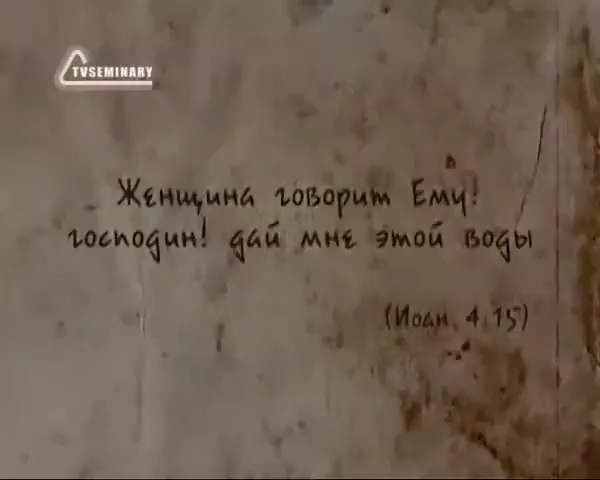 TVSEMINARY
Женщина говорит Ему!
господин! дай мне этой воды
(Иоан. 4.15)